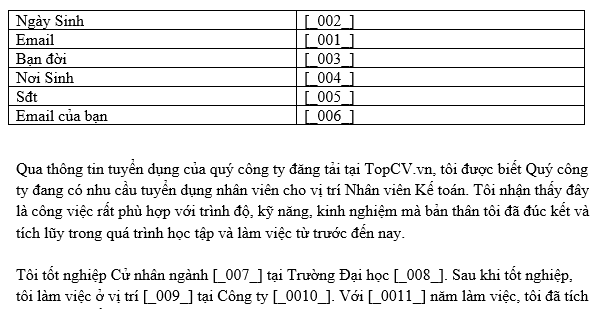 Ngày Sinh [_002_]
Email [_001_]
Bạn đời [_003_]
Nơi Sinh [_004_]
Sđt [_005_]
Email của bạn [_006_]
Qua thông tin tuyển dụng của quý công ty đăng tải tại TopCV.vn, tôi được biết Quý công
ty đang có nhu cầu tuyển dụng nhân viên cho vị trí Nhân viên Kế toán. Tôi nhận thấy đây
là công việc rất phù hợp với trình độ, kỹ năng, kinh nghiệm mà bản thân tôi đã đúc kết và
tích lũy trong quá trình học tập và làm việc từ trước đến nay.
Tôi tốt nghiệp Cử nhân ngành [_007_] tại Trường Đại học [_008_]. Sau khi tốt nghiệp,
tôi làm việc ở vị trí [_009_] tại Công ty [_0010_]. Với [_0011_] năm làm việc, tôi đã tích